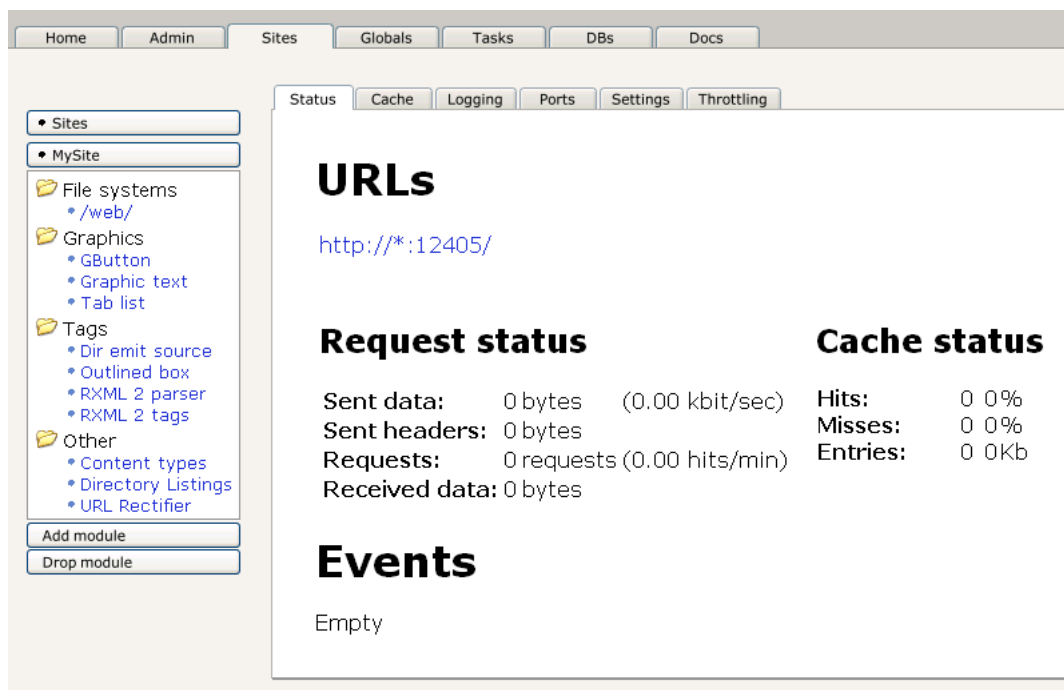 Home Admin Sites Globals Tasks DBs Docs
Status Cache Logging Ports Settings Throttling
• Sites
• MySite
File systems
• /web/
Graphics
• GButton
• Graphic text
• Tab list
Tags
• Dir emit source
• Outlined box
• RXML 2 parser
• RXML 2 tags
Other
• Content types
• Directory Listings
• URL Rectifier
Add module
Drop module
URLs
http://*:12405/
Request status
Sent data: 0 bytes (0.00 kbit/sec)
Sent headers: 0 bytes
Requests: 0 requests (0.00 hits/min)
Received data: 0 bytes
Cache status
Hits: 0 0%
Misses: 0 0%
Entries: 0 0Kb
Events
Empty